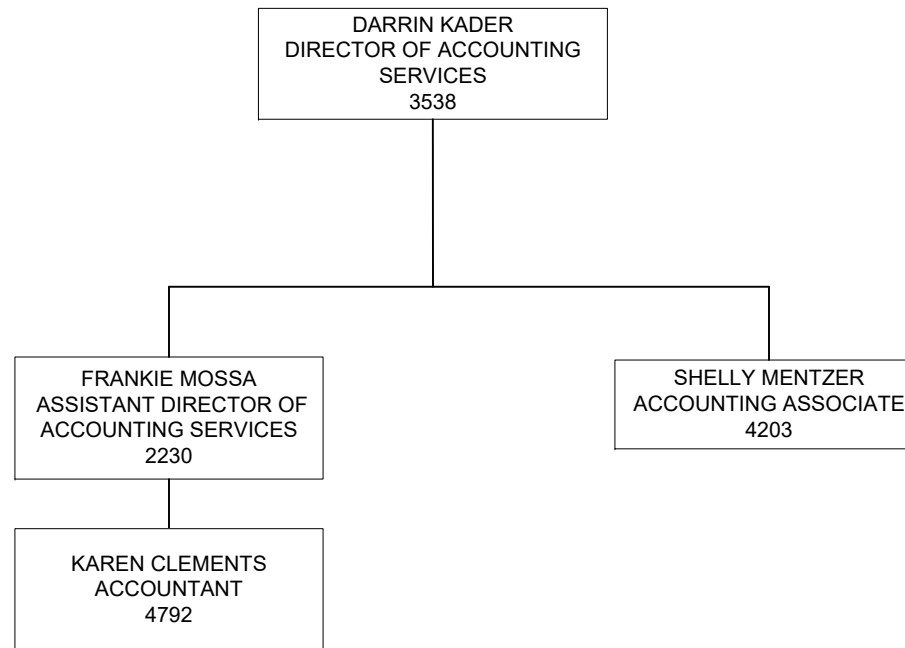 DARRIN KADER
DIRECTOR OF ACCOUNTING
SERVICES
3538
FRANKIE MOSSA
ASSISTANT DIRECTOR OF
ACCOUNTING SERVICES
2230
SHELLY MENTZER
ACCOUNTING ASSOCIATE
4203
KAREN CLEMENTS
ACCOUNTANT
4792